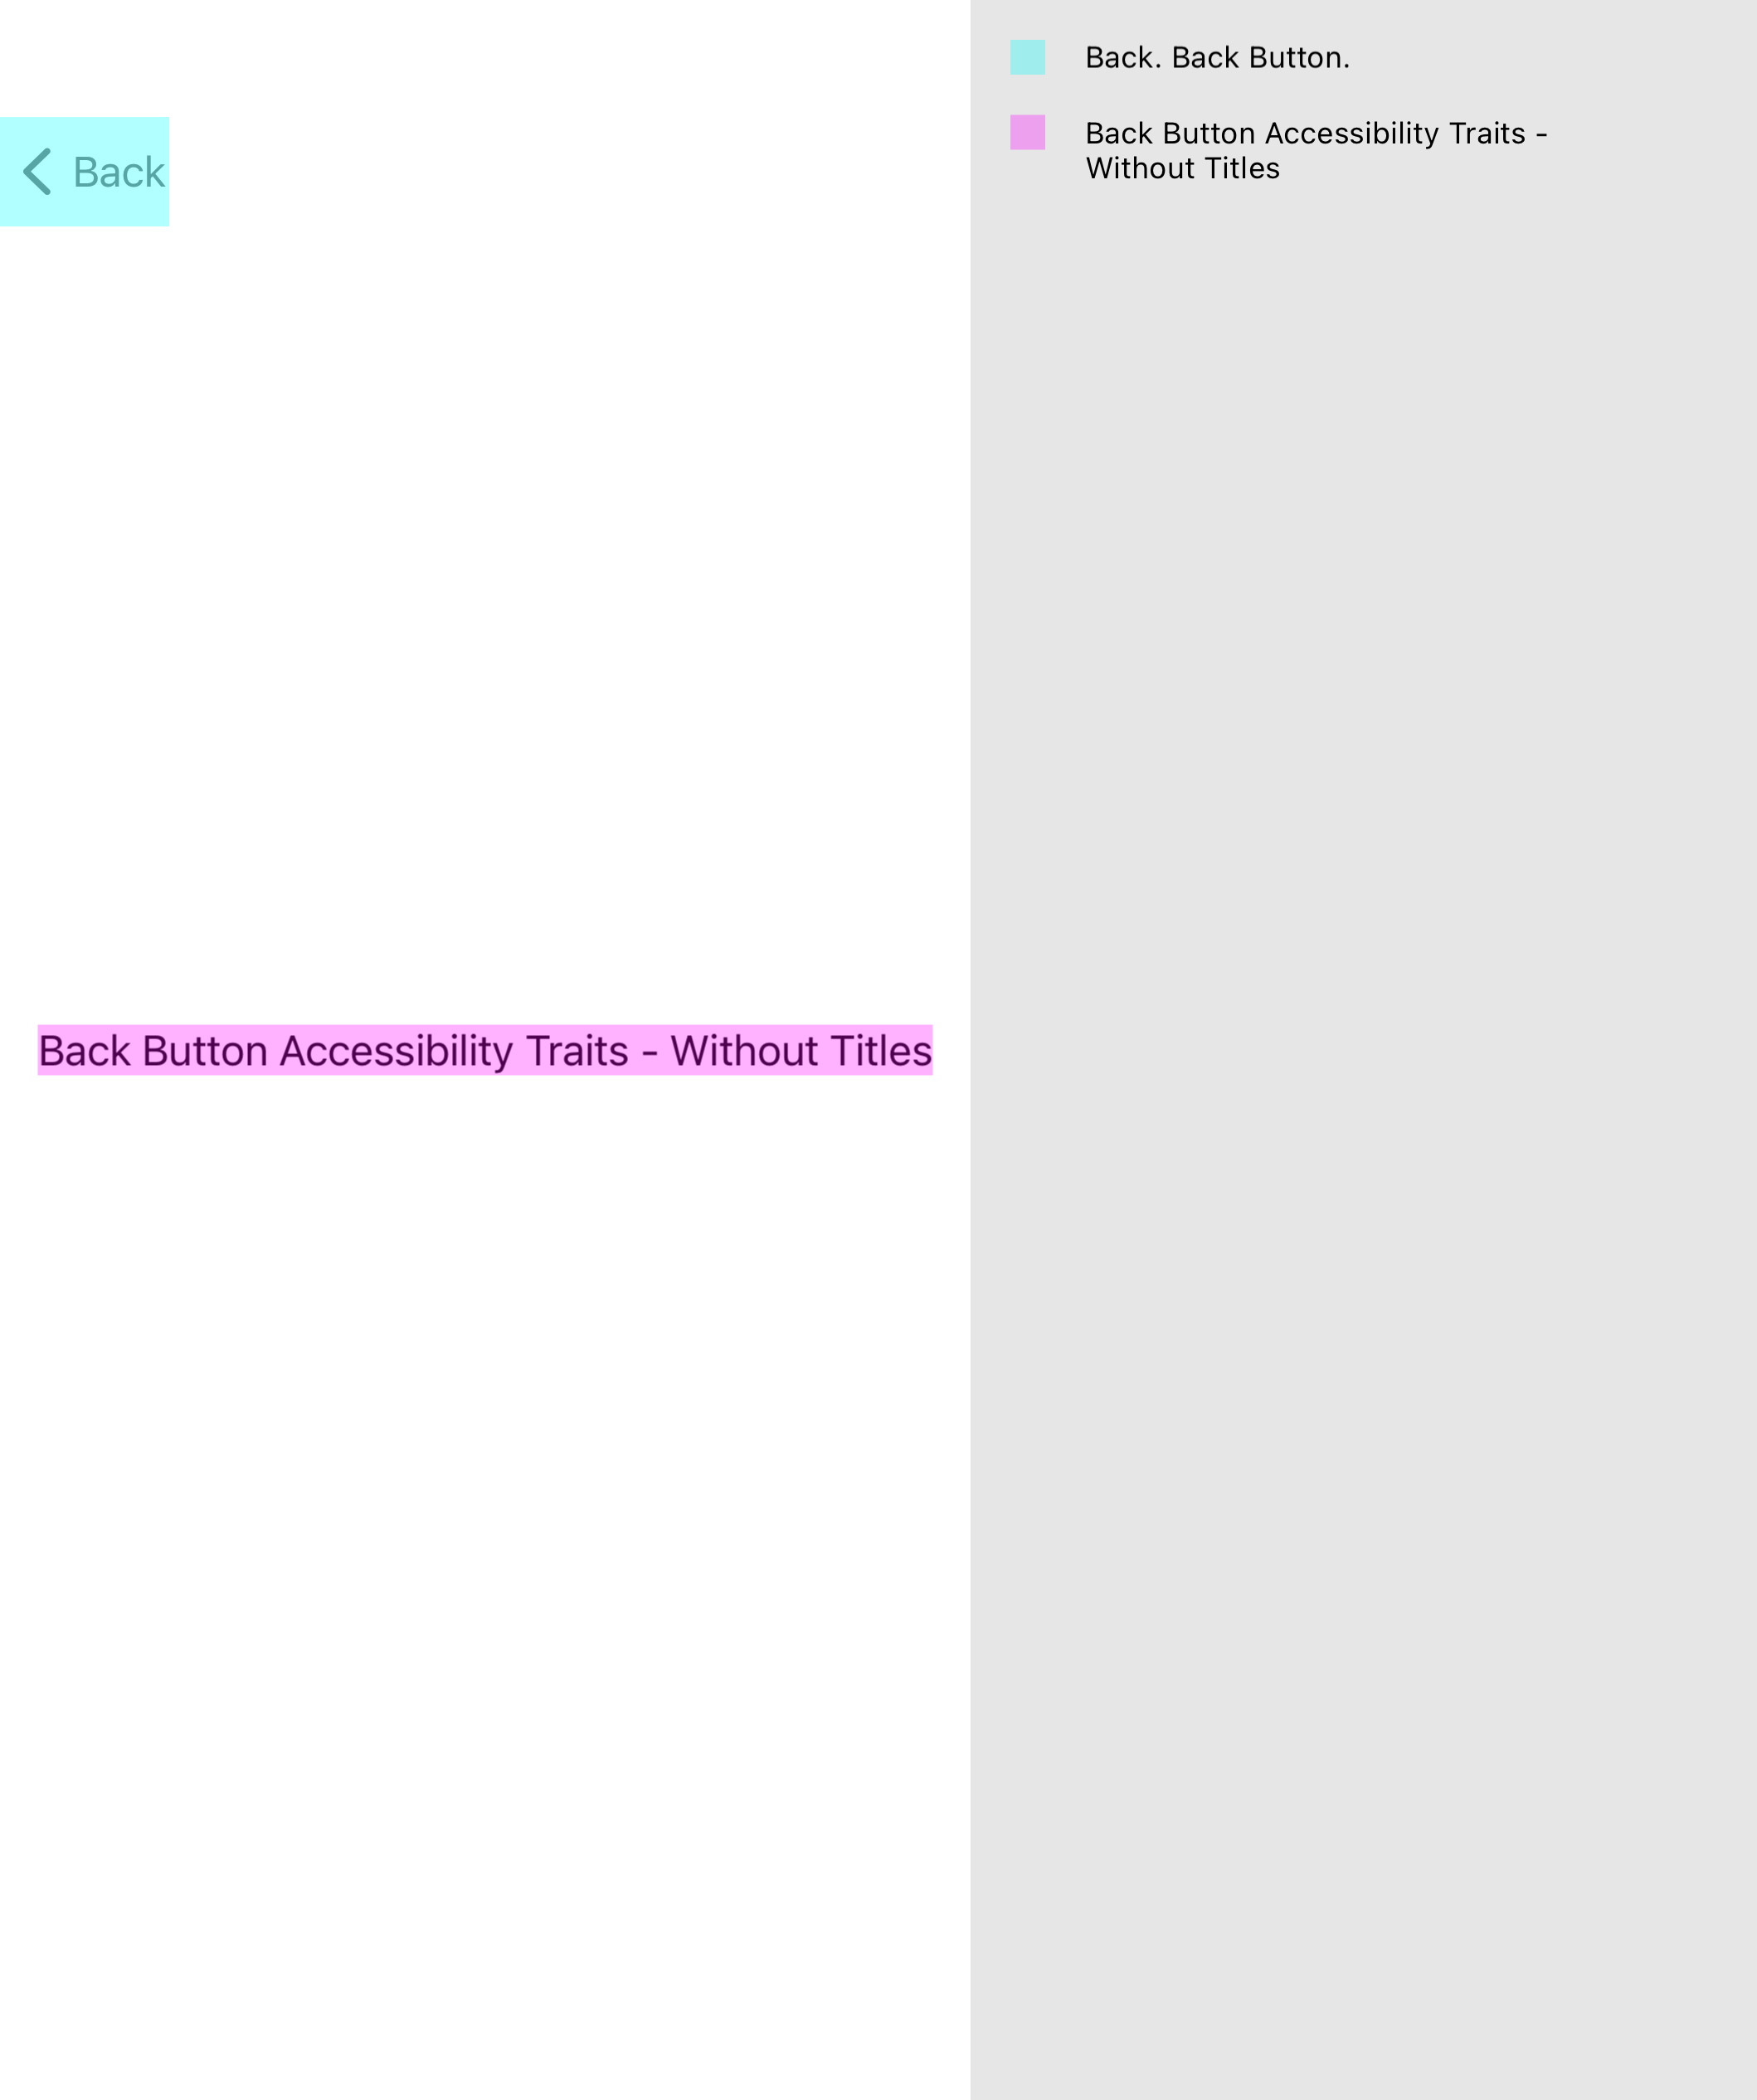 Back
Back Button Accessibility Traits - Without Titles
Back. Back Button.
Back Button Accessibility Traits -
Without Titles